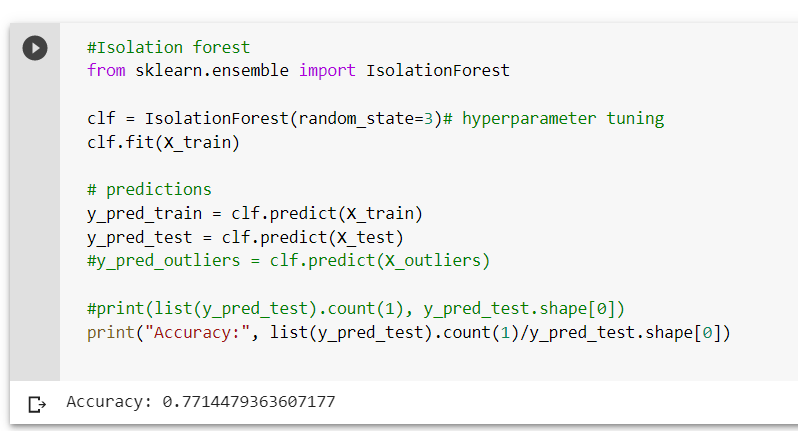 #Isolation forest
from sklearn.ensemble import IsolationForest
clf = IsolationForest(random_state=3)# hyperparameter tuning
clf.fit(X_train)
# predictions
y_pred_train = clf.predict(X_train)
y_pred_test = clf.predict(X_test)
#y_pred_outliers = clf.predict(X_outliers)
#print(list(y_pred_test).count(1), y_pred_test.shape[0])
print("Accuracy:", list(y_pred_test).count(1)/y_pred_test.shape[0])
Accuracy: 0.7714479363607177